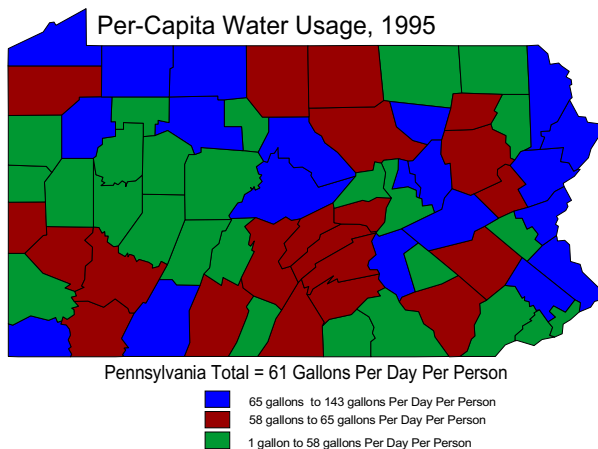 Per-Capita Water Usage, 1995
Pennsylvania Total = 61 Gallons Per Day Per Person
65 gallons to 143 gallons Per Day Per Person
58 gallons to 65 gallons Per Day Per Person
1 gallon to 58 gallons Per Day Per Person